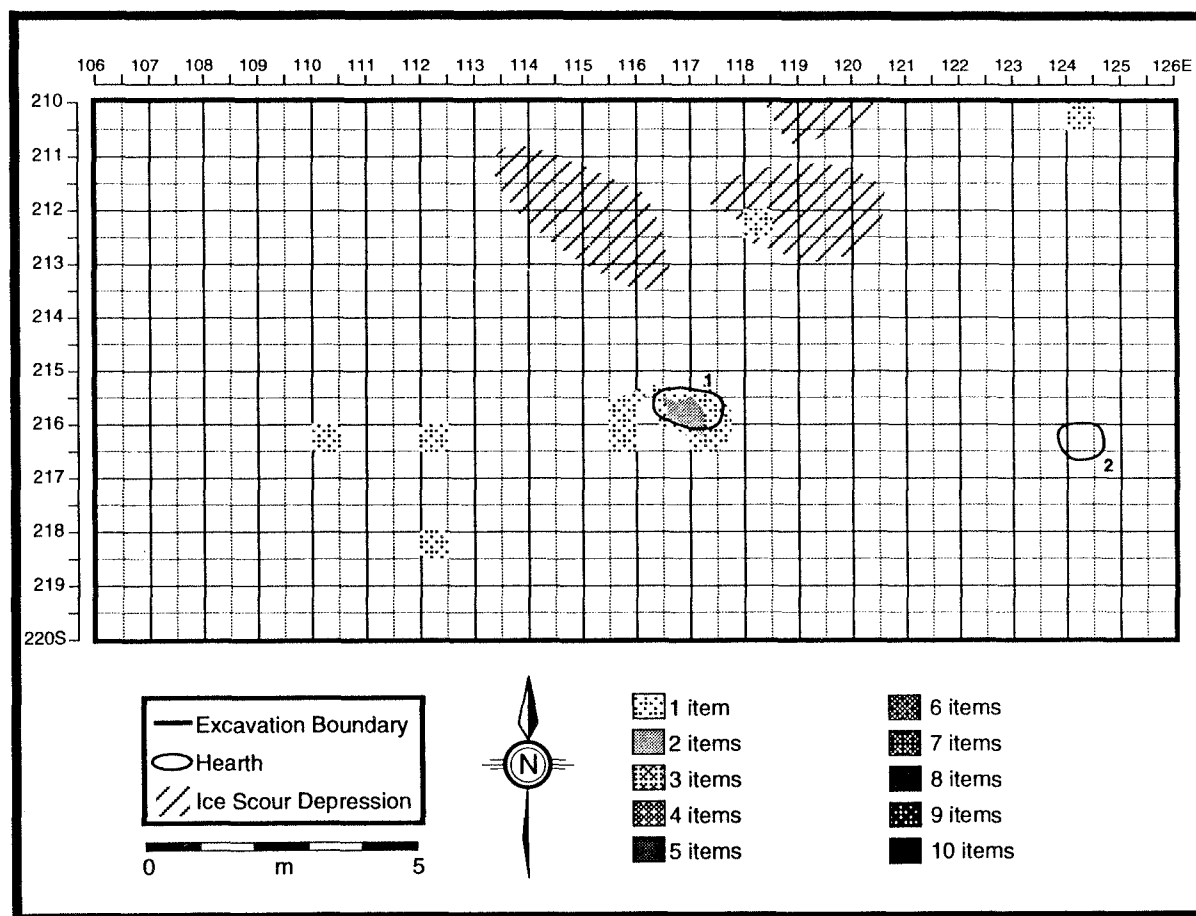 106 107 108 109 110 111 112 113 114 115 116 117 118 119 120 121 122 123 124 125 126E
210
211
212
213
214
215
1
216
2
217
218
219
220S
Excavation Boundary
Hearth
Ice Scour Depression
0 m 5
N
1 item
2 items
3 items
4 items
5 items
6 items
7 items
8 items
9 items
10 items